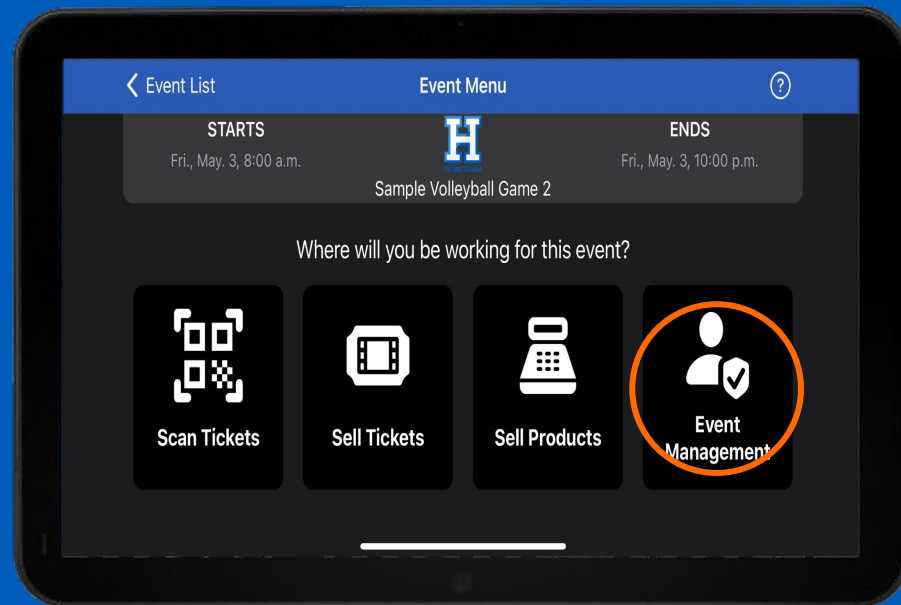 Event List
Event Menu
?
STARTS
Fri., May. 3, 8:00 a.m.
H
HOMETOWN
ENDS
Fri., May. 3, 10:00 p.m.
Sample Volleyball Game 2
Where will you be working for this event?
Scan Tickets
Sell Tickets
Sell Products
Event
Management